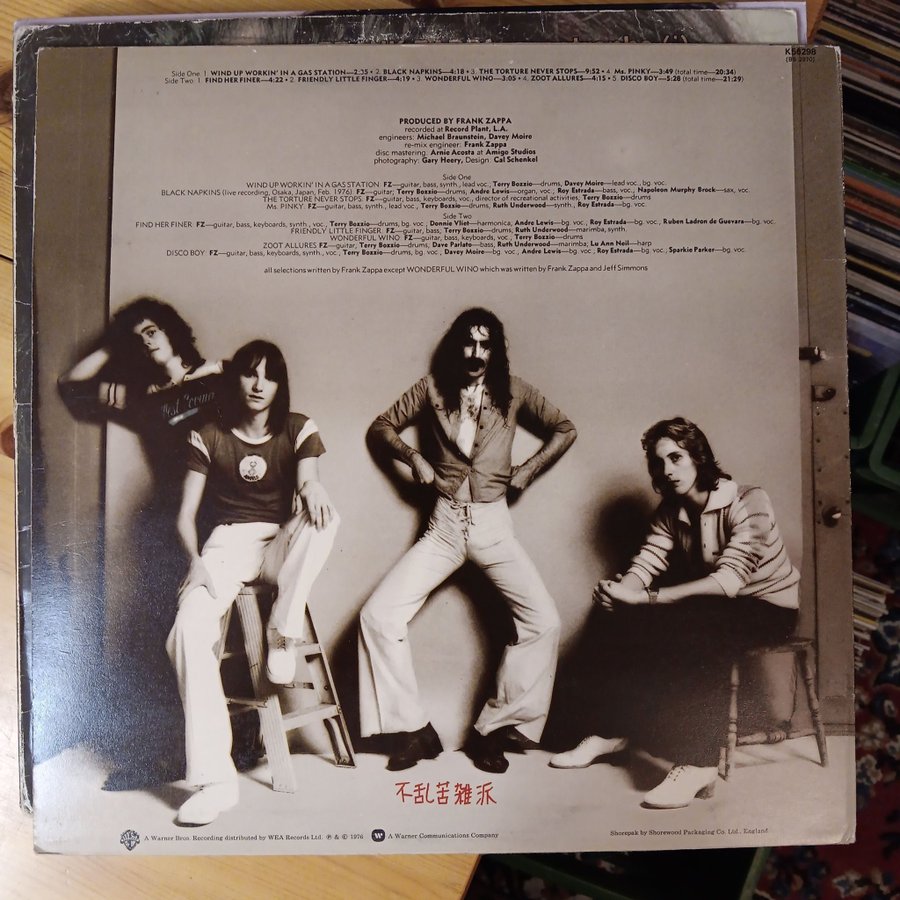 K56298
(BS 2970)
Side One 1 WIND UP WORKIN' IN A GAS STATION—2:35 • 2 BLACK NAPKINS—4:18 • 3 THE TORTURE NEVER STOPS—9:52 • 4 Ms. PINKY—3:49 (total time—20:34)
Side Two 1 FIND HER FINER—4:22 • 2 FRIENDLY LITTLE FINGER—4:19 • 3 WONDERFUL WINO—3:05 • 4 ZOOT ALLURES—4:15 • 5 DISCO BOY—5:28 (total time—21:29)
PRODUCED BY FRANK ZAPPA
recorded at Record Plant, L.A.
engineers: Michael Braunstein, Davey Moire
re-mix engineer: Frank Zappa
disc mastering: Arnie Acosta at Amigo Studios
photography: Gary Heery, Design: Cal Schenkel
Side One
WIND UP WORKIN' IN A GAS STATION: FZ—guitar, bass, synth., lead voc., Terry Bozzio—drums, Davey Moire—lead voc., bg. voc.
BLACK NAPKINS (live recording, Osaka, Japan, Feb. 1976): FZ—guitar; Terry Bozzio—drums, Andre Lewis—organ, voc., Roy Estrada—bass, voc., Napoleon Murphy Brock—sax, voc.
THE TORTURE NEVER STOPS: FZ—guitar, bass, keyboards, voc., director of recreational activities; Terry Bozzio—drums
Ms. PINKY: FZ—guitar, bass, synth., lead voc., Terry Bozzio—drums, Ruth Underwood—synth., Roy Estrada—bg. voc.
Side Two
FIND HER FINER: FZ—guitar, bass, keyboards, synth., voc., Terry Bozzio—drums, bg. voc., Donnie Vliet—harmonica, Andre Lewis—bg. voc., Roy Estrada—bg. voc., Ruben Ladron de Guevara—bg. voc.
FRIENDLY LITTLE FINGER: FZ—guitar, bass, Terry Bozzio—drums; Ruth Underwood—marimba, synth.
WONDERFUL WINO: FZ—guitar, bass, keyboards, voc., Terry Bozzio—drums
ZOOT ALLURES: FZ—guitar, Terry Bozzio—drums; Dave Parlato—bass, Ruth Underwood—marimba; Lu Ann Neil—harp
DISCO BOY: FZ—guitar, bass, keyboards, synth., voc., Terry Bozzio—drums, bg. voc., Davey Moire—bg. voc., Andre Lewis—bg. voc., Roy Estrada—bg. voc., Sparkie Parker—bg. voc.
all selections written by Frank Zappa except WONDERFUL WINO which was written by Frank Zappa and Jeff Simmons
不乱苦雑派
A Warner Bros. Recording distributed by WEA Records Ltd. ℗ & © 1976 A Warner Communications Company
Shorepak by Shorewood Packaging Co. Ltd., England